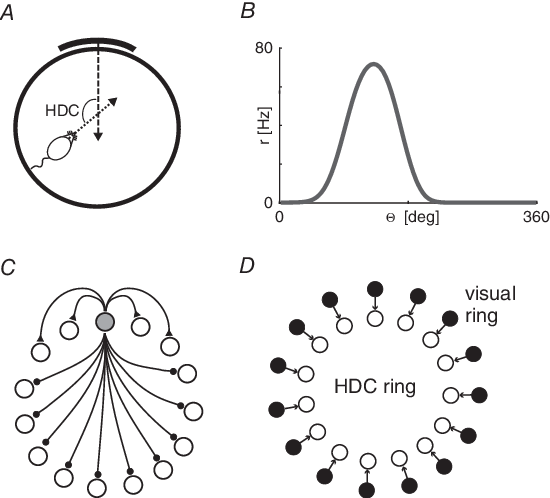 A
HDC
B
80
r [Hz]
0
0
Θ [deg]
360
C
D
visual
ring
HDC ring